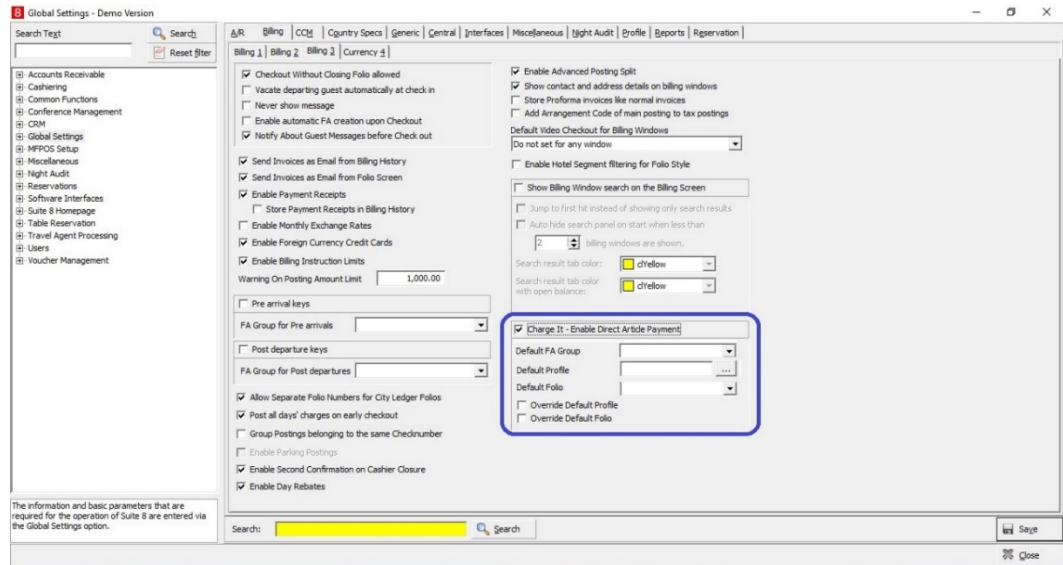 8 Global Settings - Demo Version
Search Text
Search
Reset filter
Accounts Receivable
Cashiering
Common Functions
Conference Management
CRM
Global Settings
MFPOS Setup
Miscellaneous
Night Audit
Reservations
Software Interfaces
Suite 8 Homepage
Table Reservation
Travel Agent Processing
Users
Voucher Management
The information and basic parameters that are
required for the operation of Suite 8 are entered via
the Global Settings option.
A/R Billing CCM Country Specs Generic Central Interfaces Miscellaneous Night Audit Profile Reports Reservation
Billing 1 Billing 2 Billing 3 Currency 4
Checkout Without Closing Folio allowed
Vacate departing guest automatically at check in
Never show message
Enable automatic FA creation upon Checkout
Notify About Guest Messages before Check out
Send Invoices as Email from Billing History
Send Invoices as Email from Folio Screen
Enable Payment Receipts
Store Payment Receipts in Billing History
Enable Monthly Exchange Rates
Enable Foreign Currency Credit Cards
Enable Billing Instruction Limits
Warning On Posting Amount Limit 1,000.00
Pre arrival keys
FA Group for Pre arrivals
Post departure keys
FA Group for Post departures
Allow Separate Folio Numbers for City Ledger Folios
Post all days' charges on early checkout
Group Postings belonging to the same Checknumber
Enable Parking Postings
Enable Second Confirmation on Cashier Closure
Enable Day Rebates
Enable Advanced Posting Split
Show contact and address details on billing windows
Store Proforma invoices like normal invoices
Add Arrangement Code of main posting to tax postings
Default Video Checkout for Billing Windows
Do not set for any window
Enable Hotel Segment filtering for Folio Style
Show Billing Window search on the Billing Screen
Jump to first hit instead of showing only search results
Auto hide search panel on start when less than
2 billing windows are shown.
Search result tab color: clYellow
Search result tab color
with open balance: clYellow
Charge It - Enable Direct Article Payment
Default FA Group
Default Profile ...
Default Folio
Override Default Profile
Override Default Folio
Search: Search
Save
Close